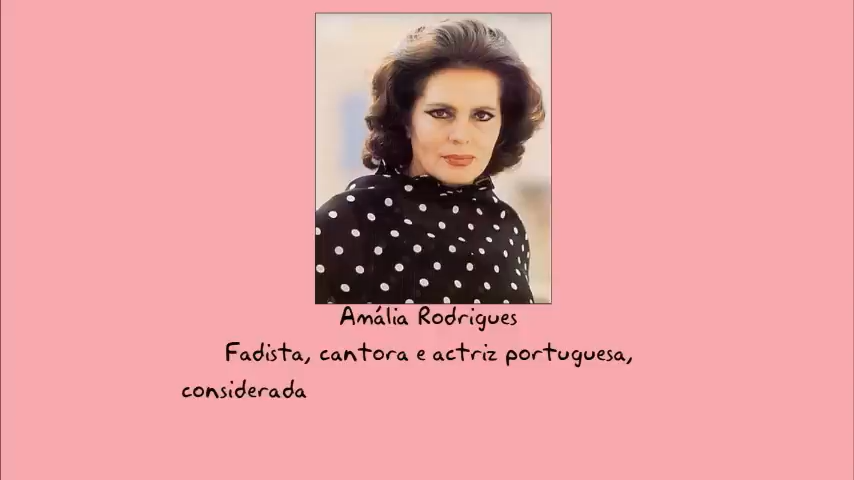 Amália Rodrigues
Fadista, cantora e actriz portuguesa,
considerada